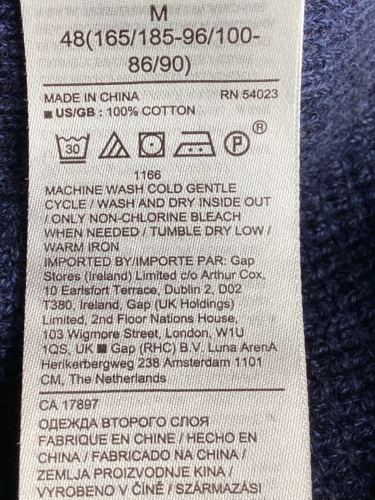 M
48(165/185-96/100-
86/90)
MADE IN CHINA RN 54023
■ US/GB : 100% COTTON
30
P
®
1166
MACHINE WASH COLD GENTLE
CYCLE / WASH AND DRY INSIDE OUT
/ ONLY NON-CHLORINE BLEACH
WHEN NEEDED / TUMBLE DRY LOW /
WARM IRON
IMPORTED BY/IMPORTE PAR: Gap
Stores (Ireland) Limited c/o Arthur Cox,
10 Earlsfort Terrace, Dublin 2, D02
T380, Ireland, Gap (UK Holdings)
Limited, 2nd Floor Nations House,
103 Wigmore Street, London, W1U
1QS, UK ■ Gap (RHC) B.V. Luna ArenA
Herikerbergweg 238 Amsterdam 1101
CM, The Netherlands
CA 17897
ОДЕЖДА ВТОРОГО СЛОЯ
FABRIQUE EN CHINE / HECHO EN
CHINA / FABRICADO NA CHINA /
ZEMLJA PROIZVODNJE KINA /
VYROBENO V ČÍNĚ / SZÁRMAZÁSI